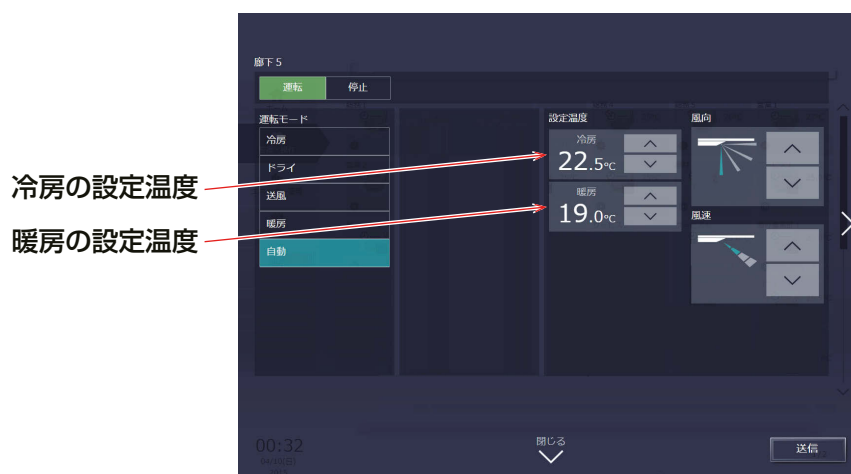 廊下5
運転 停止
運転モード
冷房
ドライ
送風
暖房
自動
設定温度
冷房
22.5℃
暖房
19.0℃
風向
風速
冷房の設定温度
暖房の設定温度
00:32
閉じる
送信